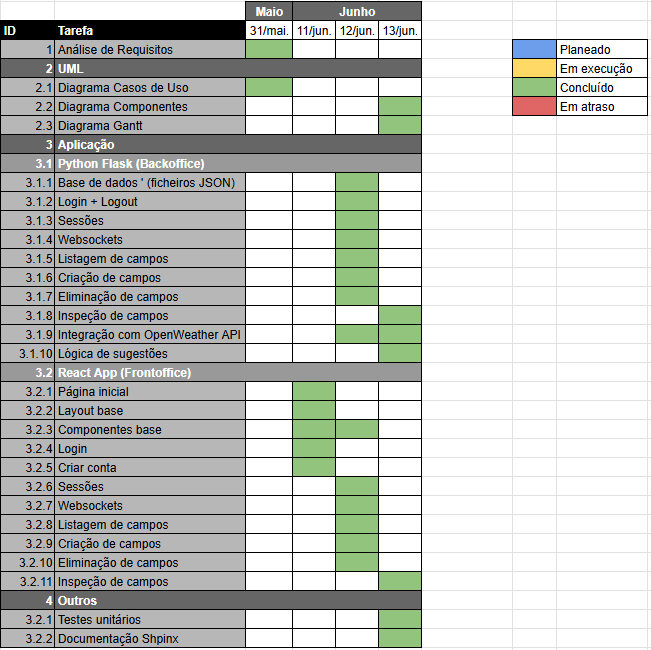 Maio Junho
ID Tarefa 31/mai. 11/jun. 12/jun. 13/jun.
1 Análise de Requisitos
2 UML
2.1 Diagrama Casos de Uso
2.2 Diagrama Componentes
2.3 Diagrama Gantt
3 Aplicação
3.1 Python Flask (Backoffice)
3.1.1 Base de dados ' (ficheiros JSON)
3.1.2 Login + Logout
3.1.3 Sessões
3.1.4 Websockets
3.1.5 Listagem de campos
3.1.6 Criação de campos
3.1.7 Eliminação de campos
3.1.8 Inspeção de campos
3.1.9 Integração com OpenWeather API
3.1.10 Lógica de sugestões
3.2 React App (Frontoffice)
3.2.1 Página inicial
3.2.2 Layout base
3.2.3 Componentes base
3.2.4 Login
3.2.5 Criar conta
3.2.6 Sessões
3.2.7 Websockets
3.2.8 Listagem de campos
3.2.9 Criação de campos
3.2.10 Eliminação de campos
3.2.11 Inspeção de campos
4 Outros
3.2.1 Testes unitários
3.2.2 Documentação Shpinx
Planeado
Em execução
Concluído
Em atraso